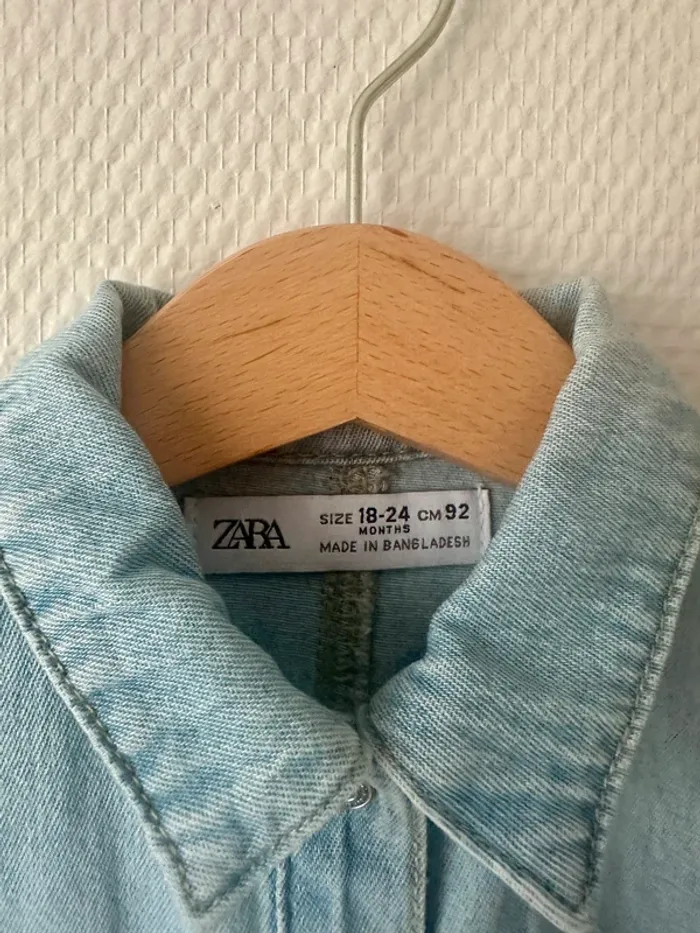 ZARA
SIZE 18-24 CM 92
MONTHS
MADE IN BANGLADESH